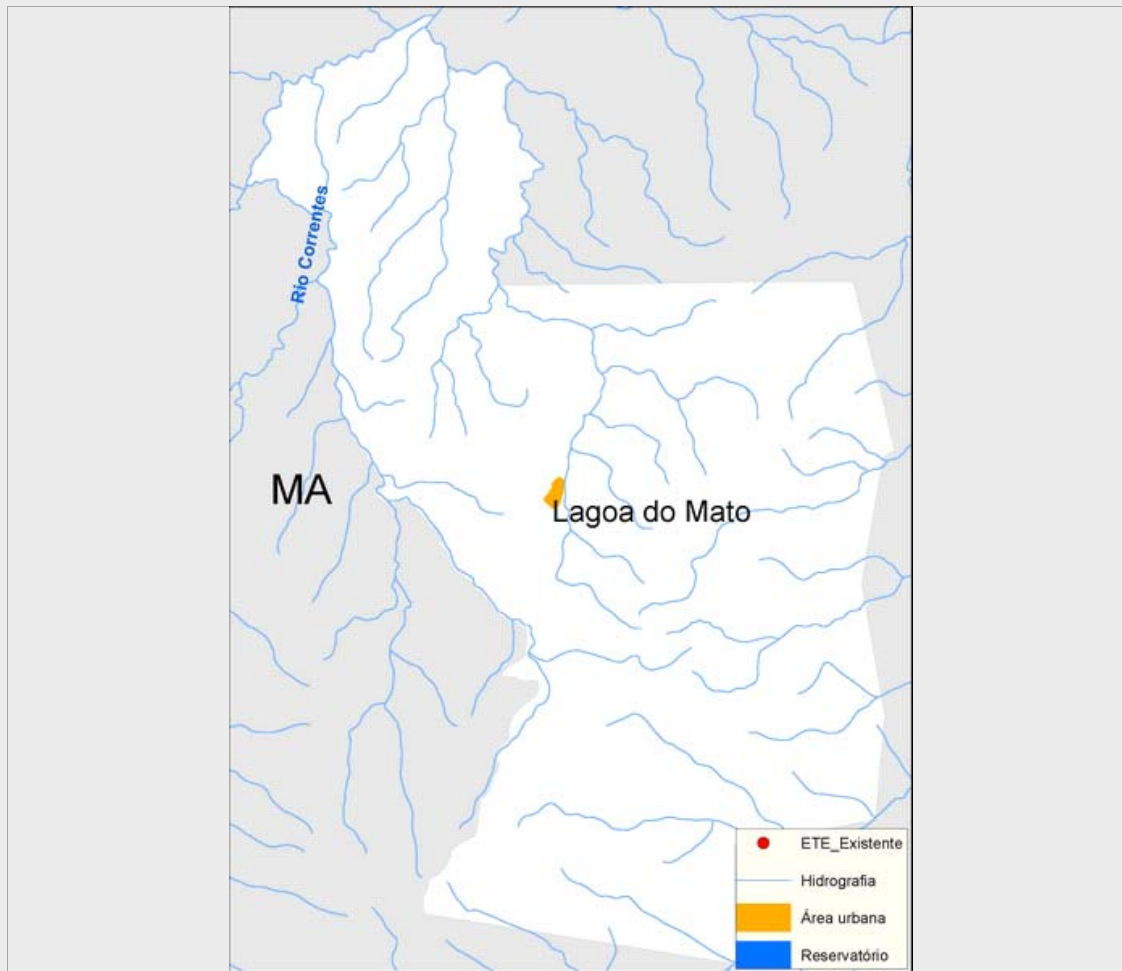 Rio Correntes
MA
Lagoa do Mato
ETE_Existente
Hidrografia
Área urbana
Reservatório